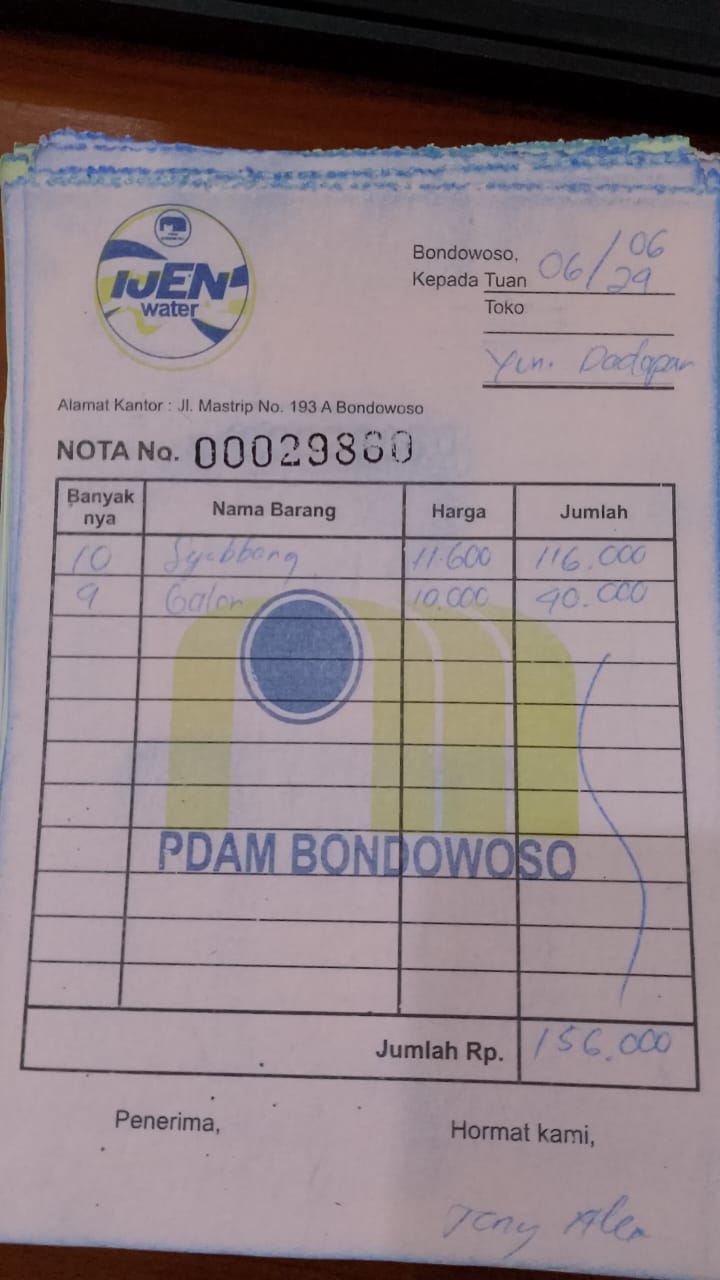 IJEN
water
Bondowoso, 06/06
Kepada Tuan 29
Toko
Yun. Dadapan
Alamat Kantor : Jl. Mastrip No. 193 A Bondowoso
NOTA No. 00029860
Banyak nya Nama Barang Harga Jumlah
10 11.600 116.000
9 Galon 10.000 40.000
PDAM BONDOWOSO
Jumlah Rp. 156.000
Penerima, Hormat kami,
Tony